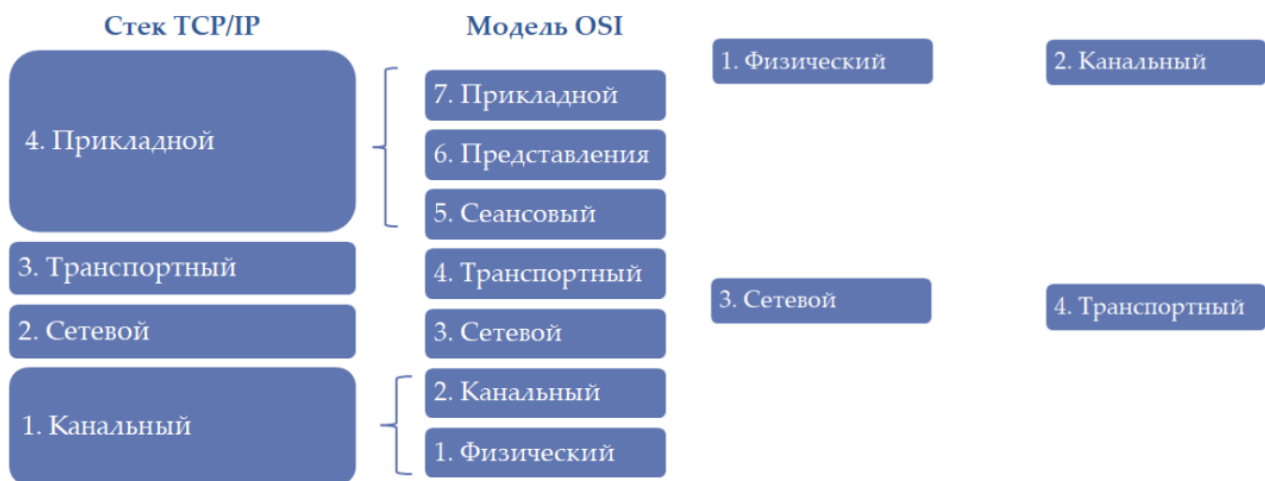 Стек TCP/IP
4. Прикладной
3. Транспортный
2. Сетевой
1. Канальный
Модель OSI
7. Прикладной
6. Представления
5. Сеансовый
4. Транспортный
3. Сетевой
2. Канальный
1. Физический
1. Физический
2. Канальный
3. Сетевой
4. Транспортный